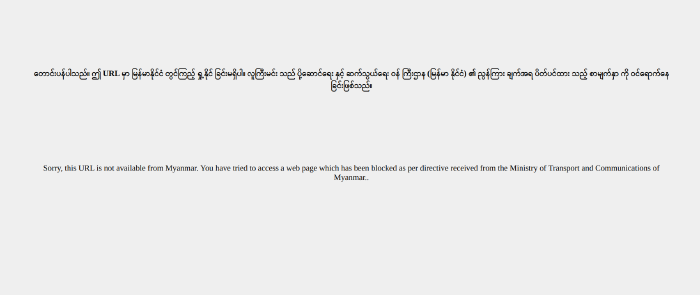 တောင်းပန်ပါသည်။ ဤ URL မှာ မြန်မာနိုင်ငံ တွင်ကြည့် ရှု့ နိုင် ခြင်းမရှိပါ။ လူကြီးမင်း သည် ပို့ဆောင်ရေး နှင့် ဆက်သွယ်ရေး ဝန် ကြီးဌာန (မြန်မာ နိုင်ငံ) ၏ ညွှန်ကြား ချက်အရ ပိတ်ပင်ထား သည့် စာမျက်နှာ ကို ဝင်ရောက်နေ
ခြင်းဖြစ်သည်။
Sorry, this URL is not available from Myanmar. You have tried to access a web page which has been blocked as per directive received from the Ministry of Transport and Communications of
Myanmar..